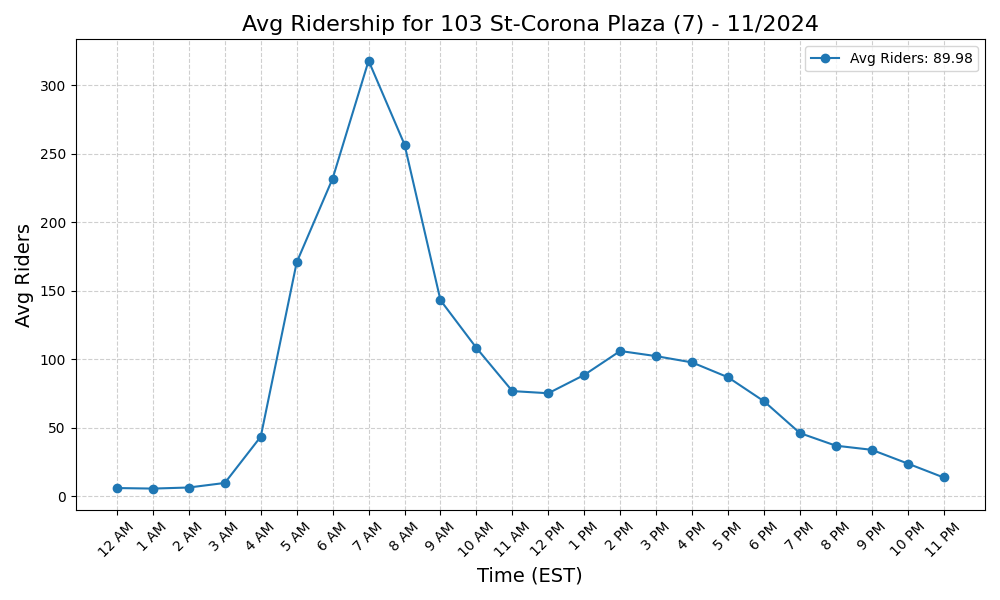 Avg Ridership for 103 St-Corona Plaza (7) - 11/2024
Avg Riders: 89.98
Avg Riders
300
250
200
150
100
50
0
12 AM
1 AM
2 AM
3 AM
4 AM
5 AM
6 AM
7 AM
8 AM
9 AM
10 AM
11 AM
12 PM
1 PM
2 PM
3 PM
4 PM
5 PM
6 PM
7 PM
8 PM
9 PM
10 PM
11 PM
Time (EST)